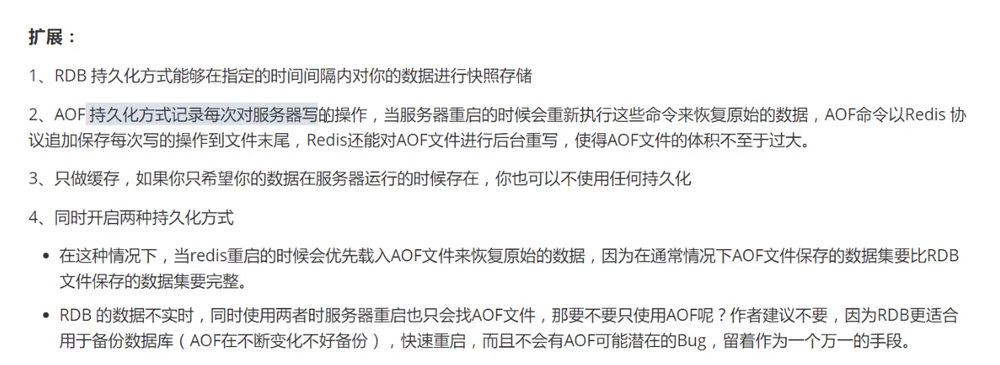 扩展：
1、RDB 持久化方式能够在指定的时间间隔内对你的数据进行快照存储
2、AOF 持久化方式记录每次对服务器写的操作，当服务器重启的时候会重新执行这些命令来恢复原始的数据，AOF命令以Redis 协
议追加保存每次写的操作到文件末尾，Redis还能对AOF文件进行后台重写，使得AOF文件的体积不至于过大。
3、只做缓存，如果你只希望你的数据在服务器运行的时候存在，你也可以不使用任何持久化
4、同时开启两种持久化方式
• 在这种情况下，当redis重启的时候会优先载入AOF文件来恢复原始的数据，因为在通常情况下AOF文件保存的数据集要比RDB
文件保存的数据集要完整。
• RDB 的数据不实时，同时使用两者时服务器重启也只会找AOF文件，那要不要只使用AOF呢？作者建议不要，因为RDB更适合
用于备份数据库（AOF在不断变化不好备份），快速重启，而且不会有AOF可能潜在的Bug，留着作为一个万一的手段。